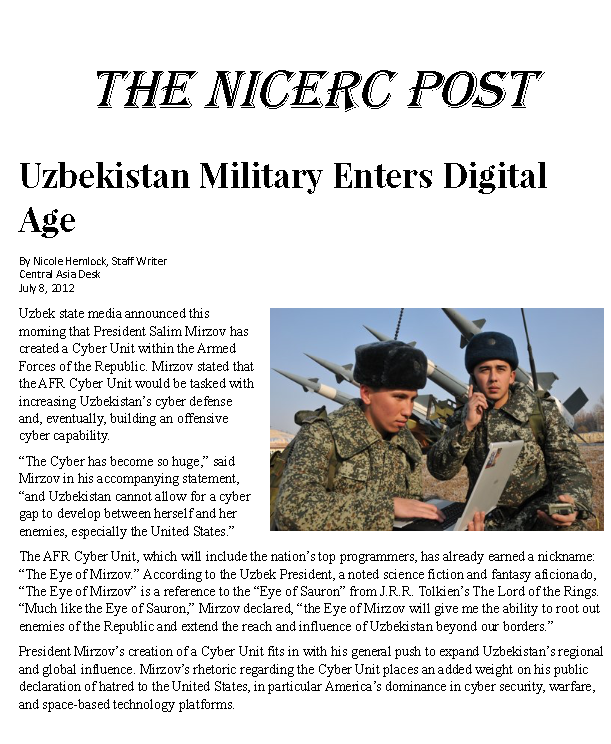 THE NICERC POST
Uzbekistan Military Enters Digital
Age
By Nicole Hemlock, Staff Writer
Central Asia Desk
July 8, 2012
Uzbek state media announced this
morning that President Salim Mirzov has
created a Cyber Unit within the Armed
Forces of the Republic. Mirzov stated that
the AFR Cyber Unit would be tasked with
increasing Uzbekistan’s cyber defense
and, eventually, building an offensive
cyber capability.
“The Cyber has become so huge,” said
Mirzov in his accompanying statement,
“and Uzbekistan cannot allow for a cyber
gap to develop between herself and her
enemies, especially the United States.”
The AFR Cyber Unit, which will include the nation’s top programmers, has already earned a nickname:
“The Eye of Mirzov.” According to the Uzbek President, a noted science fiction and fantasy aficionado,
“The Eye of Mirzov” is a reference to the “Eye of Sauron” from J.R.R. Tolkien’s The Lord of the Rings.
“Much like the Eye of Sauron,” Mirzov declared, “the Eye of Mirzov will give me the ability to root out
enemies of the Republic and extend the reach and influence of Uzbekistan beyond our borders.”
President Mirzov’s creation of a Cyber Unit fits in with his general push to expand Uzbekistan’s regional
and global influence. Mirzov’s rhetoric regarding the Cyber Unit places an added weight on his public
declaration of hatred to the United States, in particular America’s dominance in cyber security, warfare,
and space-based technology platforms.